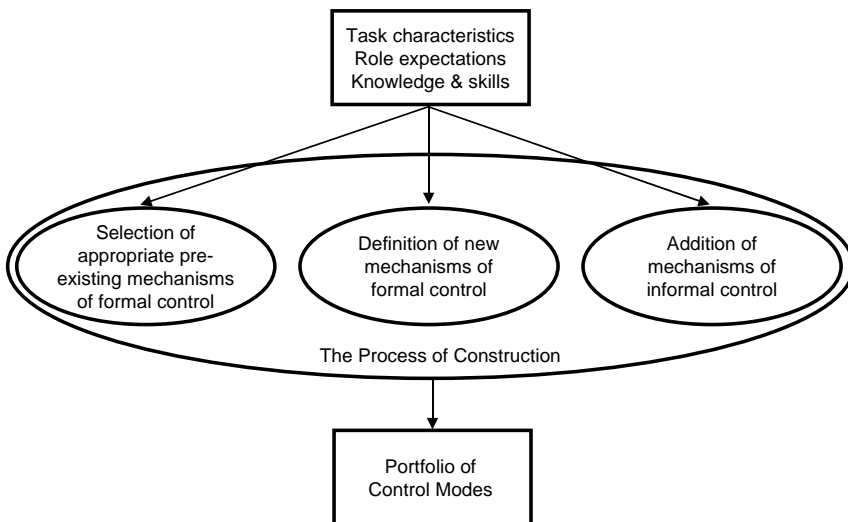 Task characteristics
Role expectations
Knowledge & skills
Selection of
appropriate pre-
existing mechanisms
of formal control
Definition of new
mechanisms of
formal control
Addition of
mechanisms of
informal control
The Process of Construction
Portfolio of
Control Modes